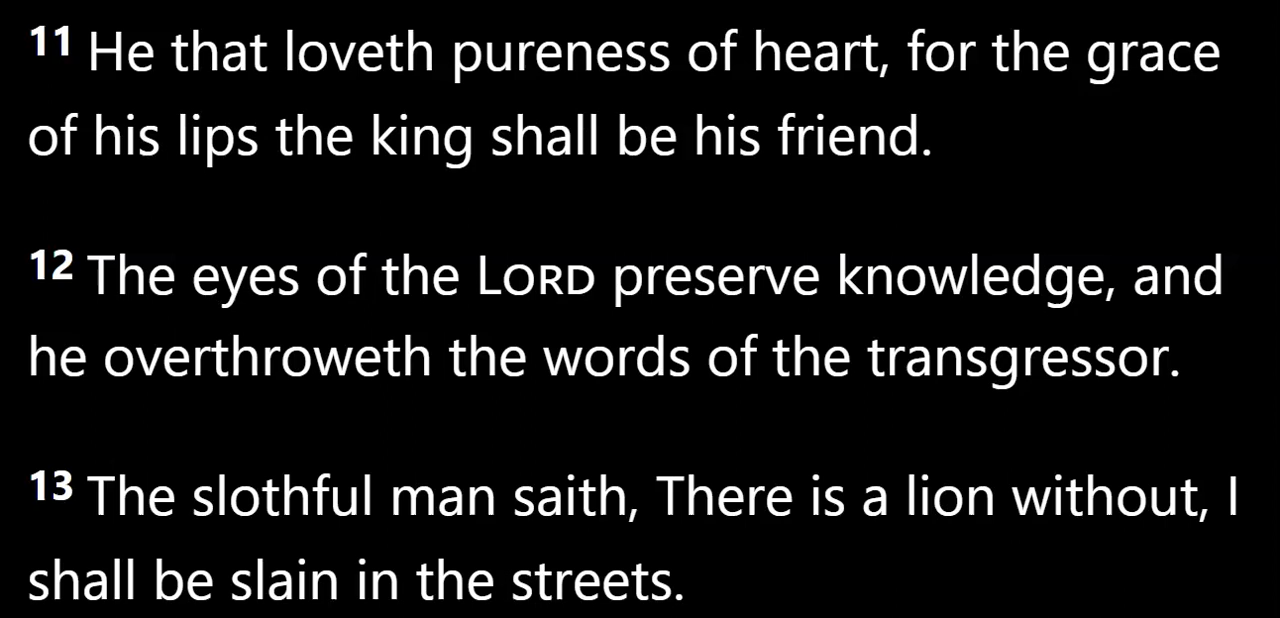 11 He that loveth pureness of heart, for the grace
of his lips the king shall be his friend.
12 The eyes of the LORD preserve knowledge, and
he overthroweth the words of the transgressor.
13 The slothful man saith, There is a lion without, I
shall be slain in the streets.